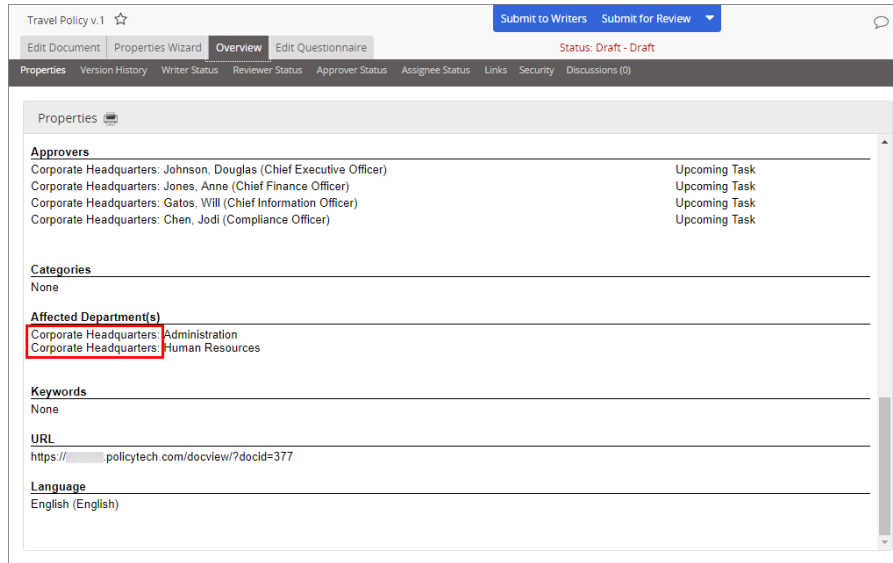 Travel Policy v.1
Submit to Writers Submit for Review
Edit Document Properties Wizard Overview Edit Questionnaire
Status: Draft - Draft
Properties Version History Writer Status Reviewer Status Approver Status Assignee Status Links Security Discussions (0)
Properties
Approvers
Corporate Headquarters: Johnson, Douglas (Chief Executive Officer) Upcoming Task
Corporate Headquarters: Jones, Anne (Chief Finance Officer) Upcoming Task
Corporate Headquarters: Gatos, Will (Chief Information Officer) Upcoming Task
Corporate Headquarters: Chen, Jodi (Compliance Officer) Upcoming Task
Categories
None
Affected Department(s)
Corporate Headquarters: Administration
Corporate Headquarters: Human Resources
Keywords
None
URL
https:// .policytech.com/docview/?docid=377
Language
English (English)